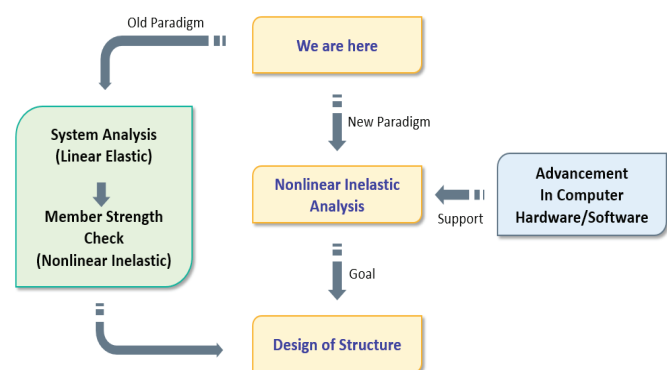 Old Paradigm
We are here
New Paradigm
System Analysis
(Linear Elastic)
Member Strength
Check
(Nonlinear Inelastic)
Nonlinear Inelastic
Analysis
Support
Advancement
In Computer
Hardware/Software
Goal
Design of Structure